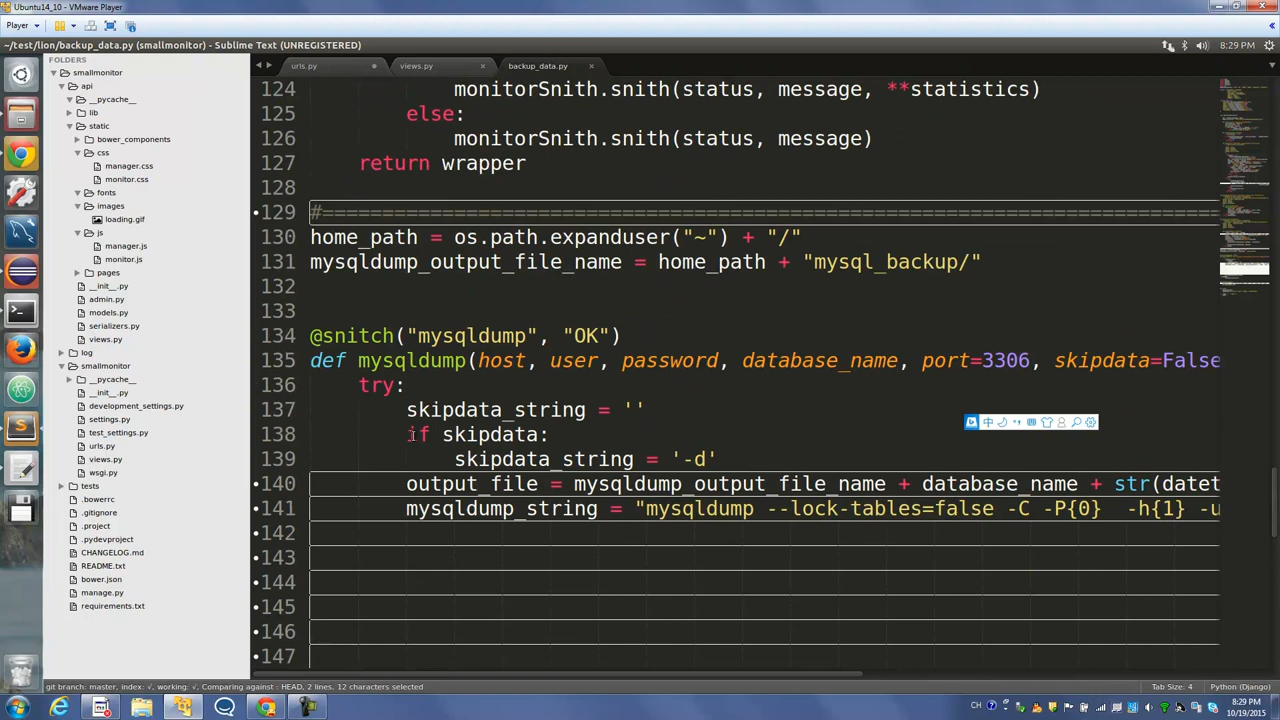 Ubuntu14_10 - VMware Player
Player
~/test/lion/backup_data.py (smallmonitor) - Sublime Text (UNREGISTERED)
8:29 PM
FOLDERS
smallmonitor
api
__pycache__
lib
static
bower_components
css
manager.css
monitor.css
fonts
images
loading.gif
js
manager.js
monitor.js
pages
__init__.py
admin.py
models.py
serializers.py
views.py
log
smallmonitor
__pycache__
__init__.py
development_settings.py
settings.py
test_settings.py
urls.py
views.py
wsgi.py
tests
.bowerrc
.gitignore
.project
.pydevproject
CHANGELOG.md
README.txt
bower.json
manage.py
requirements.txt
urls.py
views.py
backup_data.py
124 monitorSnith.snith(status, message, **statistics)
125 else:
126 monitorSnith.snith(status, message)
127 return wrapper
128
129 #===========================================================================
130 home_path = os.path.expanduser("~") + "/"
131 mysqldump_output_file_name = home_path + "mysql_backup/"
132
133
134 @snitch("mysqldump", "OK")
135 def mysqldump(host, user, password, database_name, port=3306, skipdata=False
136 try:
137 skipdata_string = ''
138 if skipdata:
139 skipdata_string = '-d'
140 output_file = mysqldump_output_file_name + database_name + str(datet
141 mysqldump_string = "mysqldump --lock-tables=false -C -P{0}  -h{1} -u
142
143
144
145
146
147
中
git branch: master, index: √, working: √, Comparing against : HEAD, 2 lines, 12 characters selected
Tab Size: 4
Python (Django)
CH
8:29 PM
10/19/2015